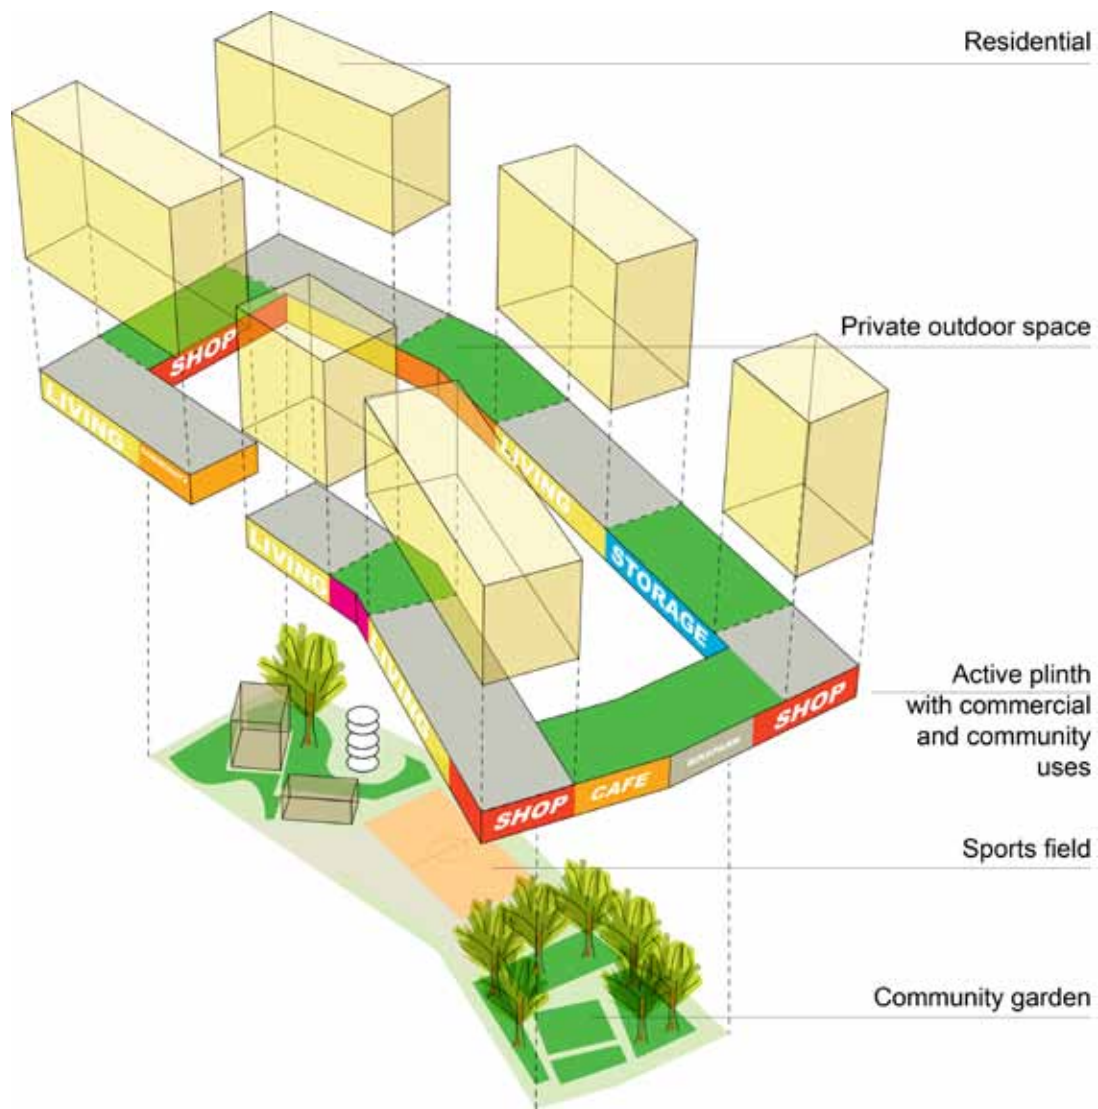 Residential
Private outdoor space
SHOP
LIVING
LIVING
LIVING
STORAGE
LIVING
Active plinth
with commercial
and community
uses
SHOP
SHOP
CAFE
Sports field
Community garden